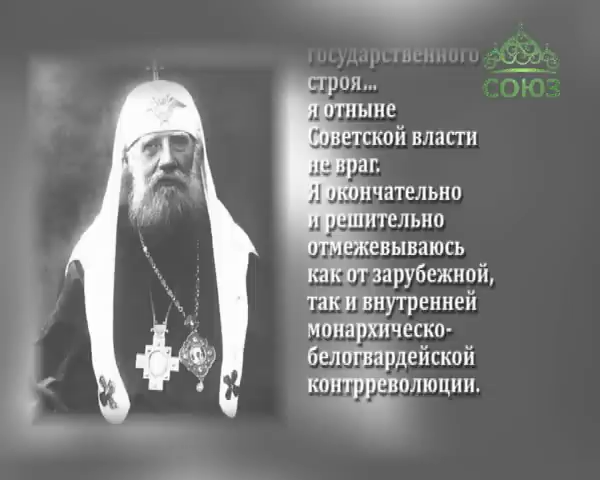 государственного
строя...
я отныне
Советской власти
не враг.
Я окончательно
и решительно
отмежевываюсь
как от зарубежной,
так и внутренней
монархическо-
белогвардейской
контрреволюции.
СОЮЗ